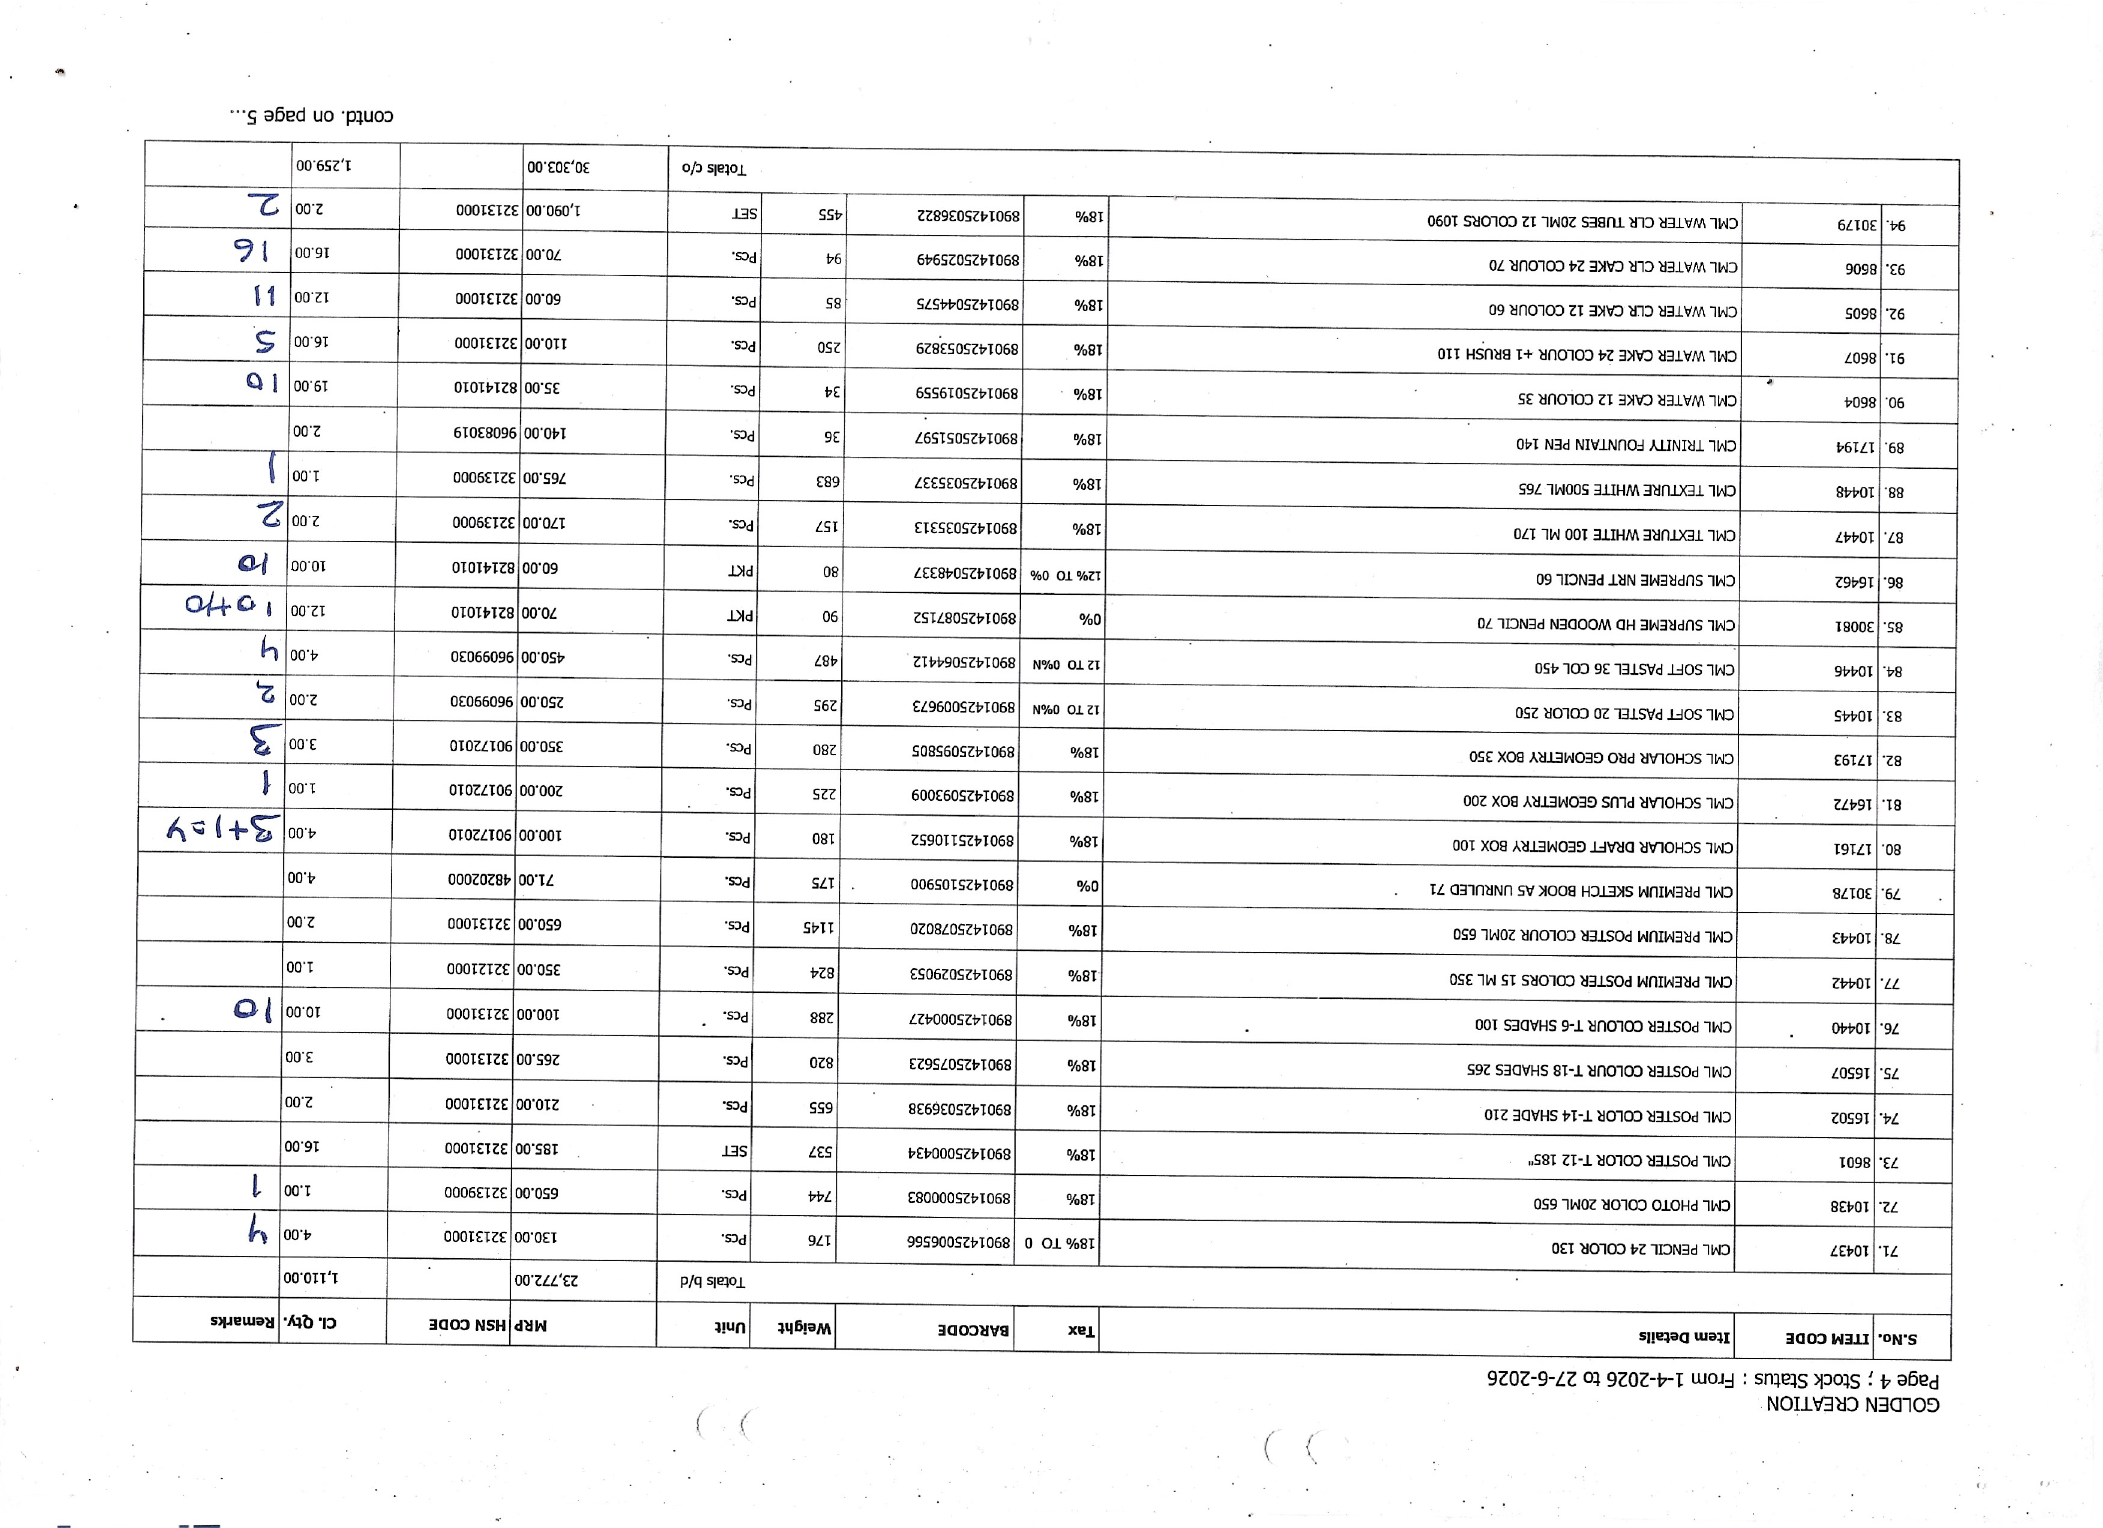 GOLDEN CREATION
Page 4 ; Stock Status : From 1-4-2026 to 27-6-2026
S.No. ITEM CODE Item Details Tax BARCODE Weight Unit MRP HSN CODE Cl. Qty. Remarks
Totals b/d 23,772.00 1,110.00
71. 10437 CML PENCIL 24 COLOR 130 18% TO 0 8901425006566 176 Pcs. 130.00 32131000 4.00 4
72. 10438 CML PHOTO COLOR 20ML 650 18% 8901425000083 744 Pcs. 650.00 32139000 1.00 1
73. 8601 CML POSTER COLOR T-12 185" 18% 8901425000434 537 SET 185.00 32131000 16.00
74. 16502 CML POSTER COLOR T-14 SHADE 210 18% 8901425036938 655 Pcs. 210.00 32131000 2.00
75. 16507 CML POSTER COLOUR T-18 SHADES 265 18% 8901425075623 820 Pcs. 265.00 32131000 3.00
76. 10440 CML POSTER COLOUR T-6 SHADES 100 18% 8901425000427 288 Pcs. 100.00 32131000 10.00 10
77. 10442 CML PREMIUM POSTER COLORS 15 ML 350 18% 8901425029053 824 Pcs. 350.00 32121000 1.00
78. 10443 CML PREMIUM POSTER COLOUR 20ML 650 18% 8901425078020 1145 Pcs. 650.00 32131000 2.00
79. 30178 CML PREMIUM SKETCH BOOK A5 UNRULED 71 0% 8901425105900 175 Pcs. 71.00 48202000 4.00
80. 17161 CML SCHOLAR DRAFT GEOMETRY BOX 100 18% 8901425110652 180 Pcs. 100.00 90172010 4.00 3+1=4
81. 16472 CML SCHOLAR PLUS GEOMETRY BOX 200 18% 8901425093009 225 Pcs. 200.00 90172010 1.00 1
82. 17193 CML SCHOLAR PRO GEOMETRY BOX 350 18% 8901425095805 280 Pcs. 350.00 90172010 3.00 3
83. 10445 CML SOFT PASTEL 20 COLOR 250 12 TO 0%N 8901425009673 295 Pcs. 250.00 96099030 2.00 2
84. 10446 CML SOFT PASTEL 36 COL 450 12 TO 0%N 8901425064412 487 Pcs. 450.00 96099030 4.00 4
85. 30081 CML SUPREME HD WOODEN PENCIL 70 0% 8901425087152 90 PKT 70.00 82141010 12.00 10+10
86. 16462 CML SUPREME NRT PENCIL 60 12% TO 0% 8901425048337 80 PKT 60.00 82141010 10.00 10
87. 10447 CML TEXTURE WHITE 100 ML 170 18% 8901425035313 157 Pcs. 170.00 32139000 2.00 2
88. 10448 CML TEXTURE WHITE 500ML 765 18% 8901425035337 683 Pcs. 765.00 32139000 1.00 1
89. 17194 CML TRINITY FOUNTAIN PEN 140 18% 8901425051597 36 Pcs. 140.00 96083019 2.00
90. 8604 CML WATER CAKE 12 COLOUR 35 18% 8901425019559 34 Pcs. 35.00 82141010 19.00 10
91. 8607 CML WATER CAKE 24 COLOUR +1 BRUSH 110 18% 8901425053829 250 Pcs. 110.00 32131000 16.00 5
92. 8605 CML WATER CLR CAKE 12 COLOUR 60 18% 8901425044575 85 Pcs. 60.00 32131000 12.00 11
93. 8606 CML WATER CLR CAKE 24 COLOUR 70 18% 8901425025949 94 Pcs. 70.00 32131000 16.00 16
94. 30179 CML WATER CLR TUBES 20ML 12 COLORS 1090 18% 8901425036822 455 SET 1,090.00 32131000 2.00 2
Totals c/o 30,303.00 1,259.00
contd. on page 5...